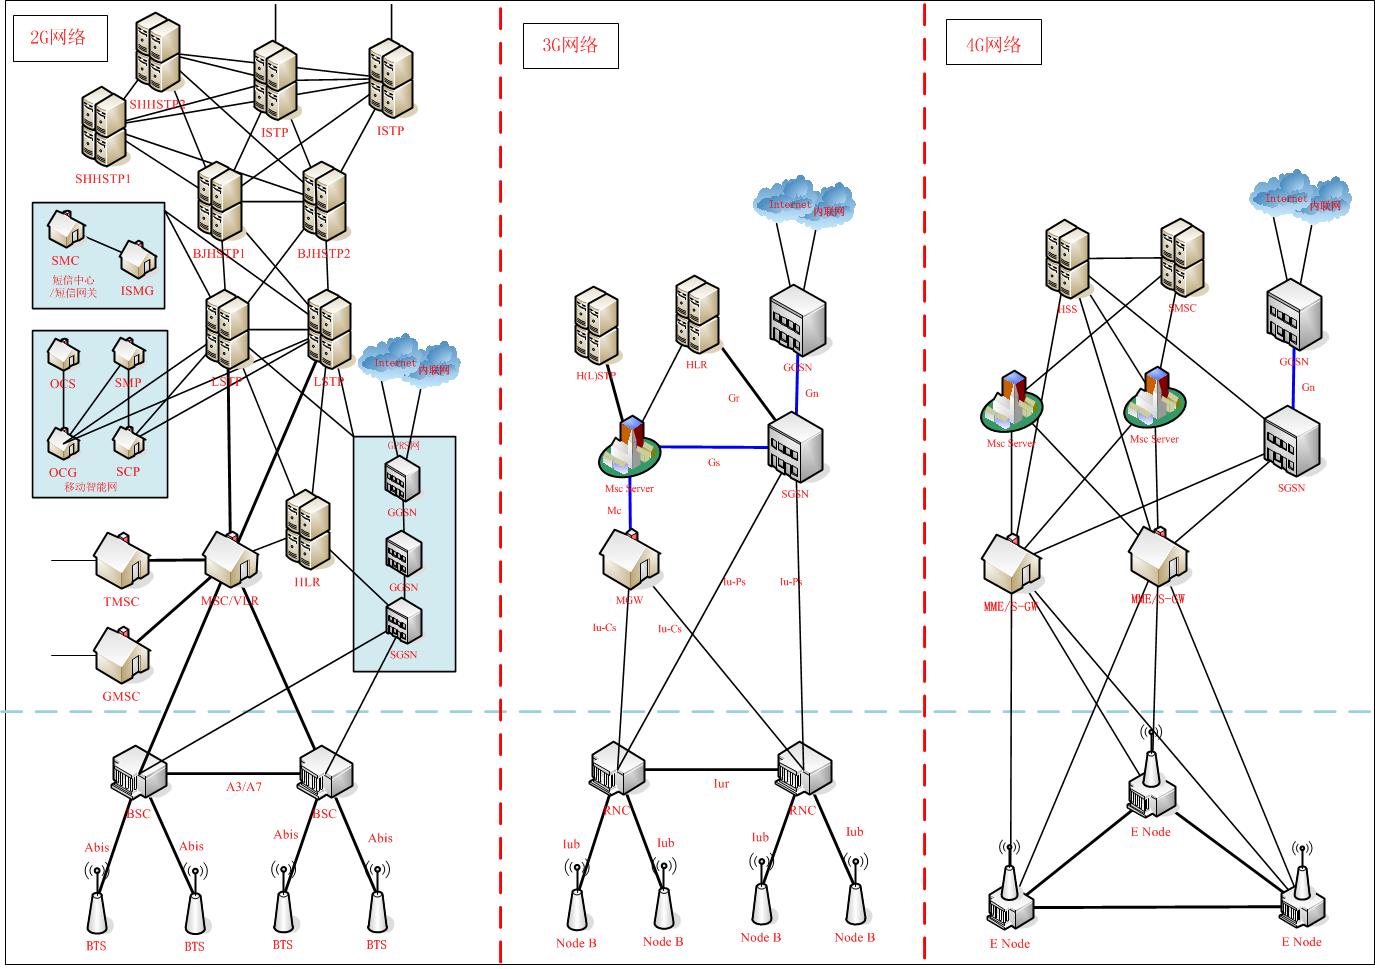 2G网络
SHHSTP2
ISTP
ISTP
SHHSTP1
BJHSTP1
BJHSTP2
SMC
ISMG
短信中心
/短信网关
LSTP
LSTP
OCS
SMP
OCG
SCP
移动智能网
Internet
内联网
GPRS网
GGSN
GGSN
SGSN
HLR
TMSC
MSC/VLR
GMSC
BSC
A3/A7
BSC
Abis
Abis
Abis
Abis
BTS
BTS
BTS
BTS
3G网络
Internet
内联网
H(L)STP
HLR
GGSN
Gr
Gn
Gs
Msc Server
SGSN
Mc
MGW
Iu-Ps
Iu-Ps
Iu-Cs
Iu-Cs
RNC
Iur
RNC
Iub
Iub
Iub
Iub
Node B
Node B
Node B
Node B
4G网络
Internet
内联网
HSS
SMSC
GGSN
Gn
Msc Server
Msc Server
SGSN
MME/S-GW
MME/S-GW
E Node
E Node
E Node